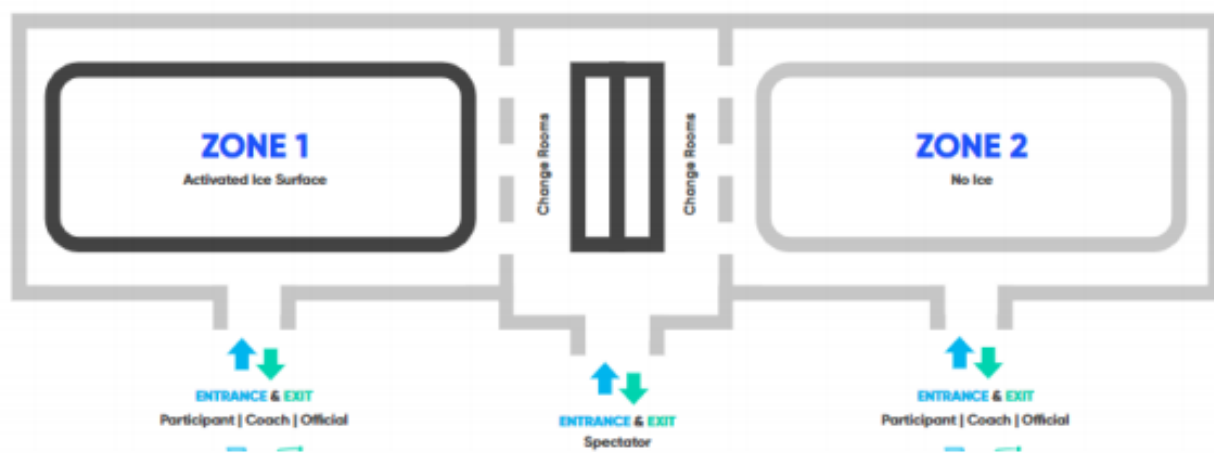 ZONE 1
Activated Ice Surface
Change Rooms
Change Rooms
ZONE 2
No Ice
ENTRANCE & EXIT
Participant | Coach | Official
ENTRANCE & EXIT
Spectator
ENTRANCE & EXIT
Participant | Coach | Official